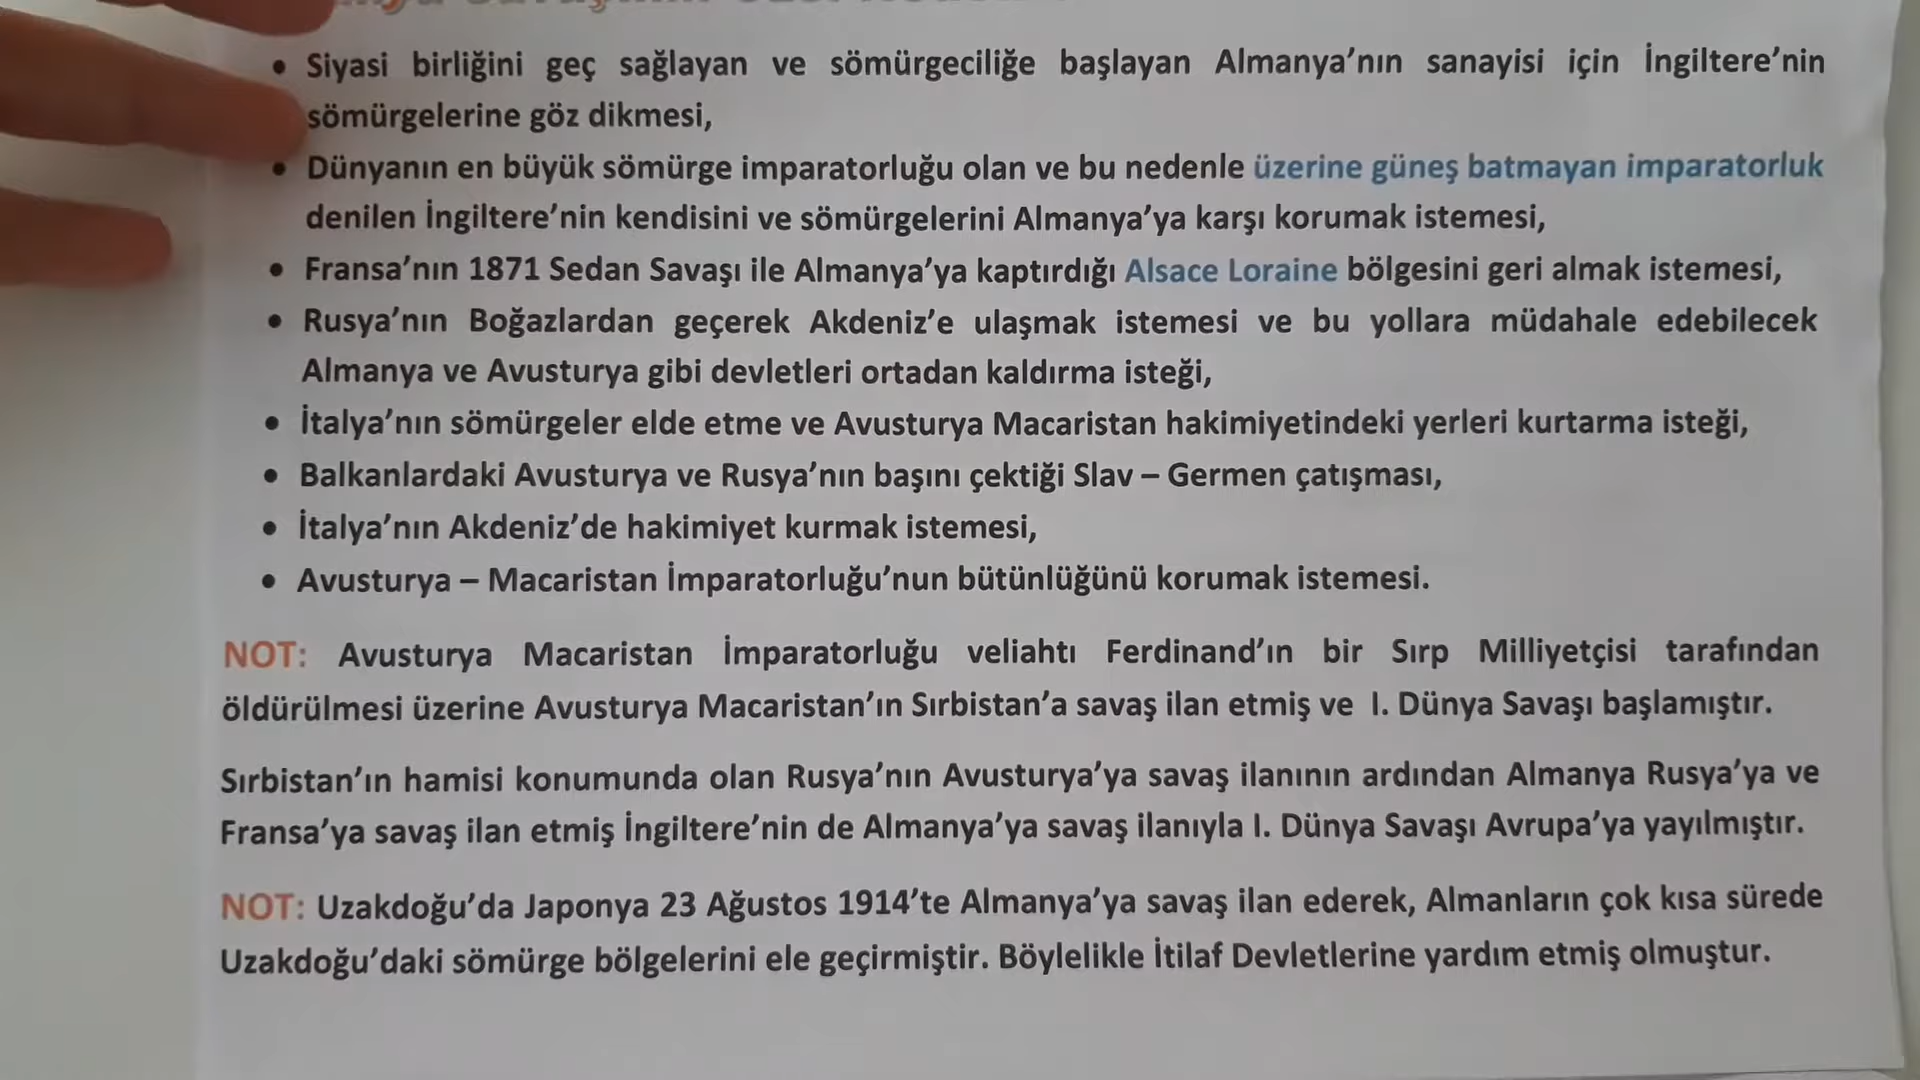 • Siyasi birliğini geç sağlayan ve sömürgeciliğe başlayan Almanya’nın sanayisi için İngiltere’nin
sömürgelerine göz dikmesi,
• Dünyanın en büyük sömürge imparatorluğu olan ve bu nedenle üzerine güneş batmayan imparatorluk
denilen İngiltere’nin kendisini ve sömürgelerini Almanya’ya karşı korumak istemesi,
• Fransa’nın 1871 Sedan Savaşı ile Almanya’ya kaptırdığı Alsace Loraine bölgesini geri almak istemesi,
• Rusya’nın Boğazlardan geçerek Akdeniz’e ulaşmak istemesi ve bu yollara müdahale edebilecek
Almanya ve Avusturya gibi devletleri ortadan kaldırma isteği,
• İtalya’nın sömürgeler elde etme ve Avusturya Macaristan hakimiyetindeki yerleri kurtarma isteği,
• Balkanlardaki Avusturya ve Rusya’nın başını çektiği Slav – Germen çatışması,
• İtalya’nın Akdeniz’de hakimiyet kurmak istemesi,
• Avusturya – Macaristan İmparatorluğu’nun bütünlüğünü korumak istemesi.
NOT: Avusturya Macaristan İmparatorluğu veliahtı Ferdinand’ın bir Sırp Milliyetçisi tarafından
öldürülmesi üzerine Avusturya Macaristan’ın Sırbistan’a savaş ilan etmiş ve I. Dünya Savaşı başlamıştır.
Sırbistan’ın hamisi konumunda olan Rusya’nın Avusturya’ya savaş ilanının ardından Almanya Rusya’ya ve
Fransa’ya savaş ilan etmiş İngiltere’nin de Almanya’ya savaş ilanıyla I. Dünya Savaşı Avrupa’ya yayılmıştır.
NOT: Uzakdoğu’da Japonya 23 Ağustos 1914’te Almanya’ya savaş ilan ederek, Almanların çok kısa sürede
Uzakdoğu’daki sömürge bölgelerini ele geçirmiştir. Böylelikle İtilaf Devletlerine yardım etmiş olmuştur.